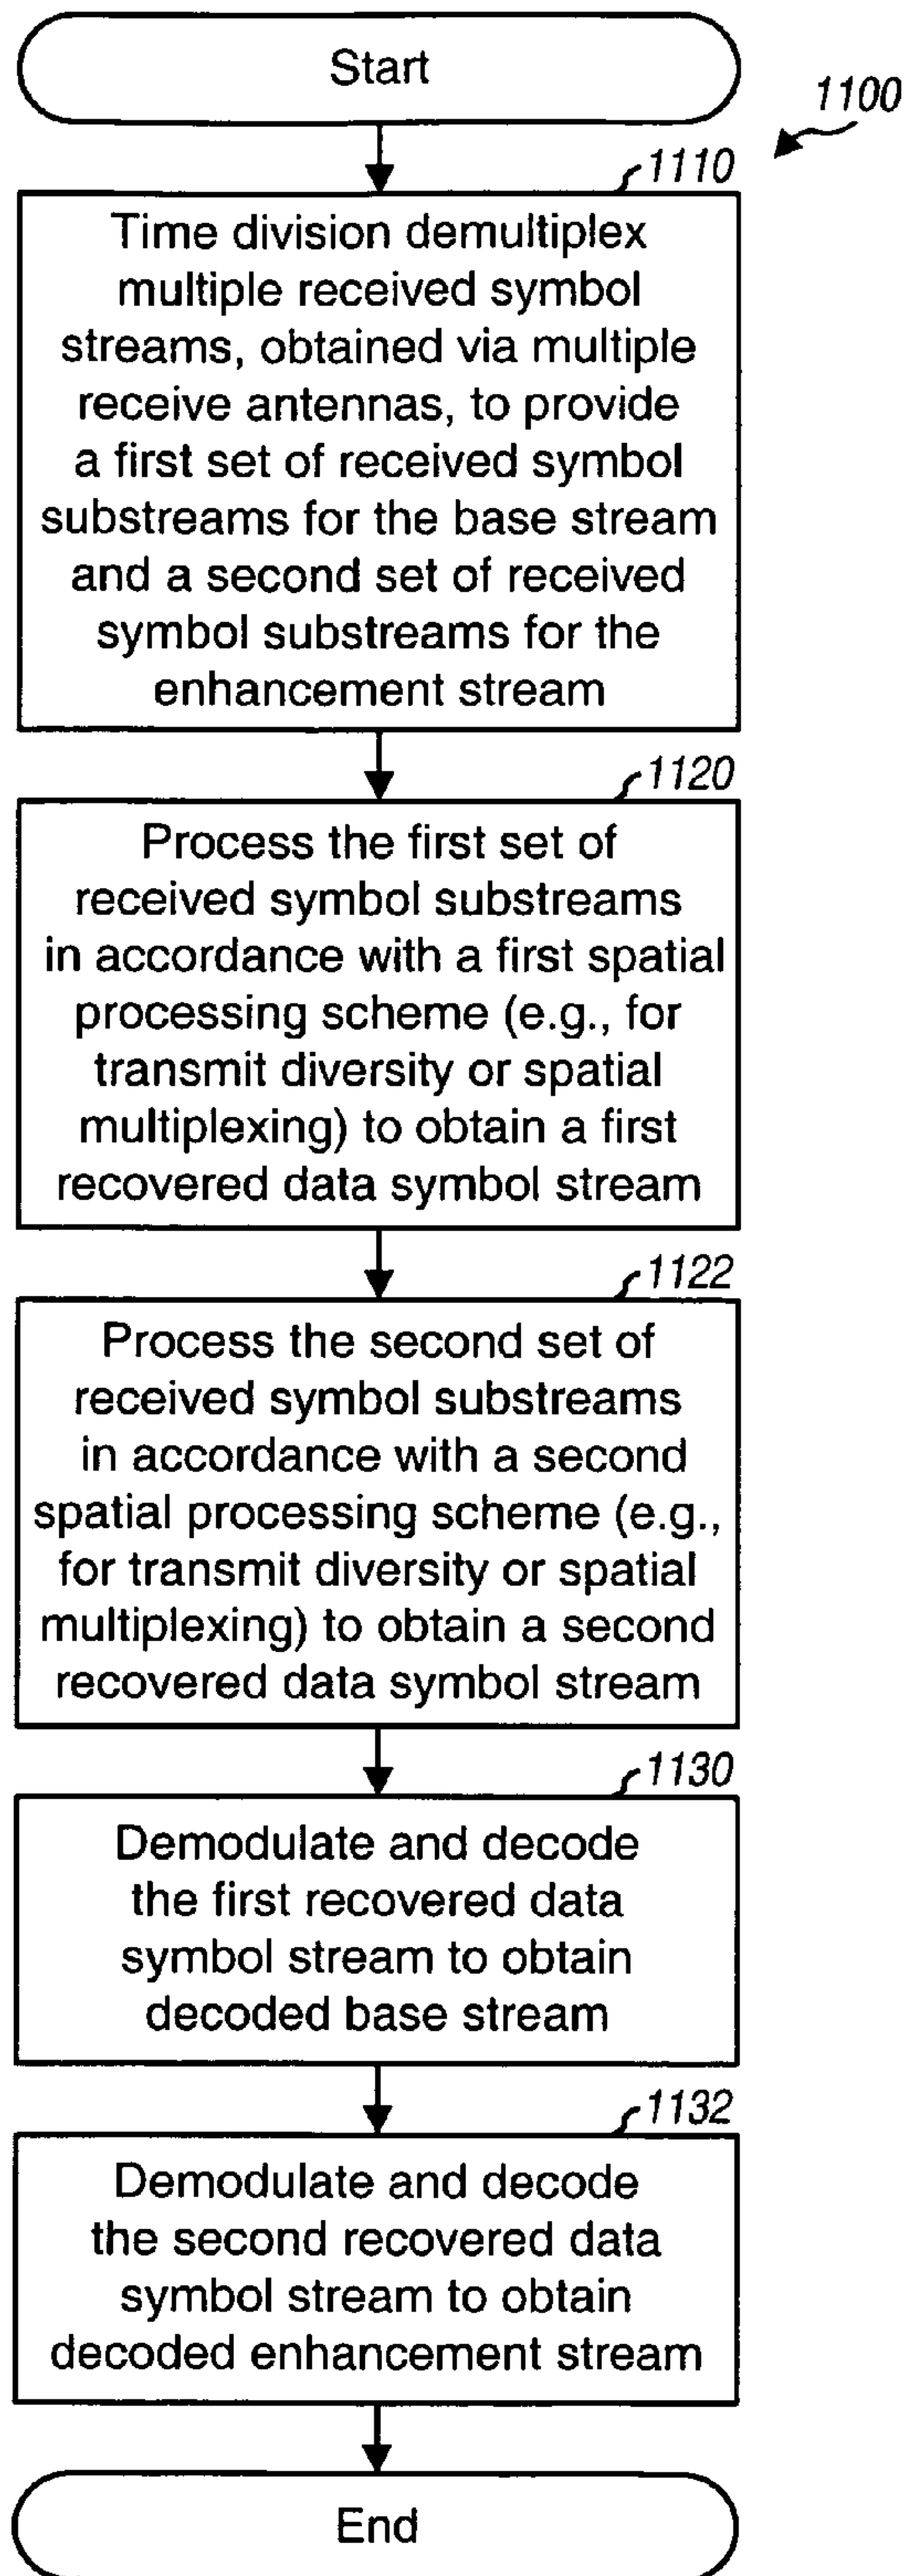 Start
1100
1110
Time division demultiplex
multiple received symbol
streams, obtained via multiple
receive antennas, to provide
a first set of received symbol
substreams for the base stream
and a second set of received
symbol substreams for the
enhancement stream
1120
Process the first set of
received symbol substreams
in accordance with a first spatial
processing scheme (e.g., for
transmit diversity or spatial
multiplexing) to obtain a first
recovered data symbol stream
1122
Process the second set of
received symbol substreams
in accordance with a second
spatial processing scheme (e.g.,
for transmit diversity or spatial
multiplexing) to obtain a second
recovered data symbol stream
1130
Demodulate and decode
the first recovered data
symbol stream to obtain
decoded base stream
1132
Demodulate and decode
the second recovered data
symbol stream to obtain
decoded enhancement stream
End